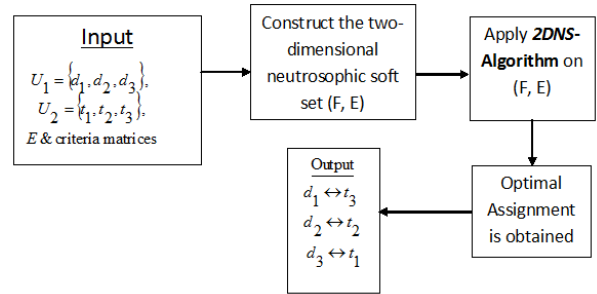 Input
U₁ = {d₁, d₂, d₃},
U₂ = {t₁, t₂, t₃},
E & criteria matrices
Construct the two-
dimensional
neutrosophic soft
set (F, E)
Apply 2DNS-
Algorithm on
(F, E)
Optimal
Assignment
is obtained
Output
d₁ ↔ t₃
d₂ ↔ t₂
d₃ ↔ t₁